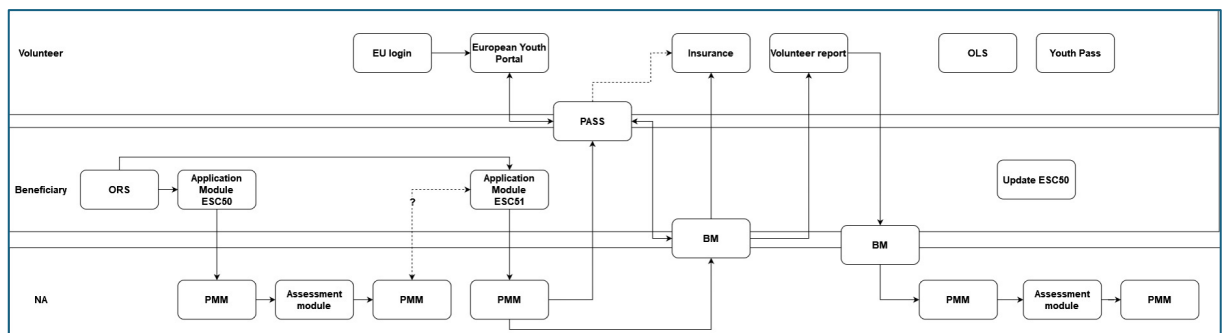 Volunteer
EU login
European Youth
Portal
Insurance
Volunteer report
OLS
Youth Pass
PASS
Beneficiary
ORS
Application
Module
ESC50
?
Application
Module
ESC51
Update ESC50
BM
BM
NA
PMM
Assessment
module
PMM
PMM
PMM
Assessment
module
PMM